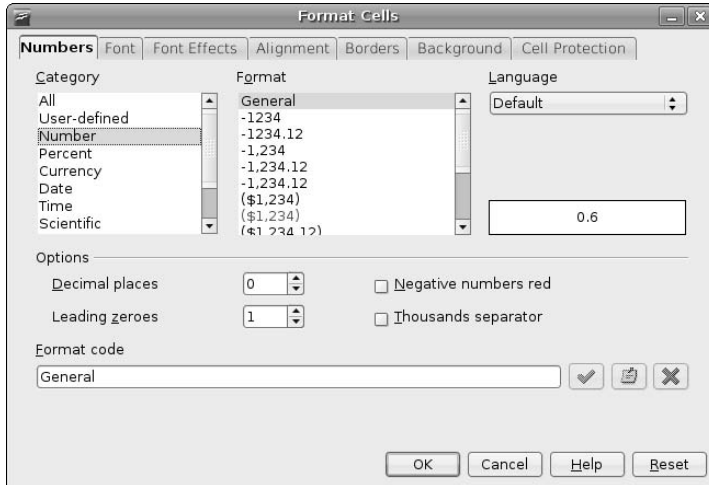 Format Cells
Numbers Font Font Effects Alignment Borders Background Cell Protection
Category
All
User-defined
Number
Percent
Currency
Date
Time
Scientific
Format
General
-1234
-1234.12
-1,234
-1,234.12
-1,234.12
($1,234)
($1,234)
($1,234.12)
Language
Default
0.6
Options
Decimal places 0
Negative numbers red
Leading zeroes 1
Thousands separator
Format code
General
OK Cancel Help Reset